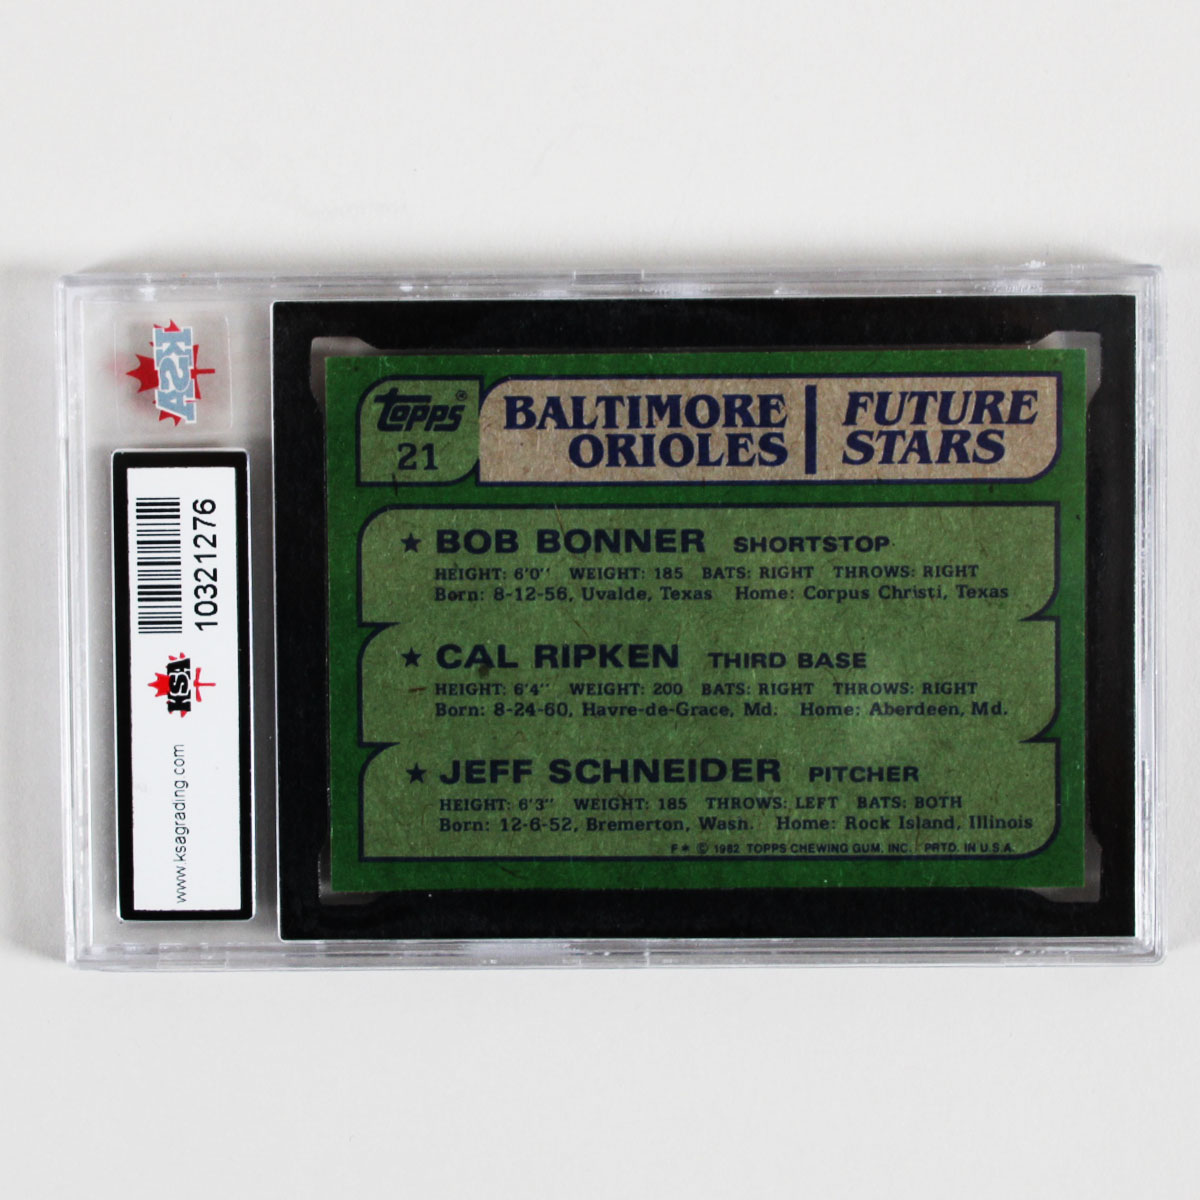 KSA
10321276
KSA
www.ksagrading.com
topps®
21
BALTIMORE ORIOLES
FUTURE STARS
★ BOB BONNER SHORTSTOP
HEIGHT: 6'0" WEIGHT: 185 BATS: RIGHT THROWS: RIGHT
Born: 8-12-56, Uvalde, Texas Home: Corpus Christi, Texas
★ CAL RIPKEN THIRD BASE
HEIGHT: 6'4" WEIGHT: 200 BATS: RIGHT THROWS: RIGHT
Born: 8-24-60, Havre-de-Grace, Md. Home: Aberdeen, Md.
★ JEFF SCHNEIDER PITCHER
HEIGHT: 6'3" WEIGHT: 185 THROWS: LEFT BATS: BOTH
Born: 12-6-52, Bremerton, Wash. Home: Rock Island, Illinois
F* © 1982 TOPPS CHEWING GUM, INC. PRTD. IN U.S.A.